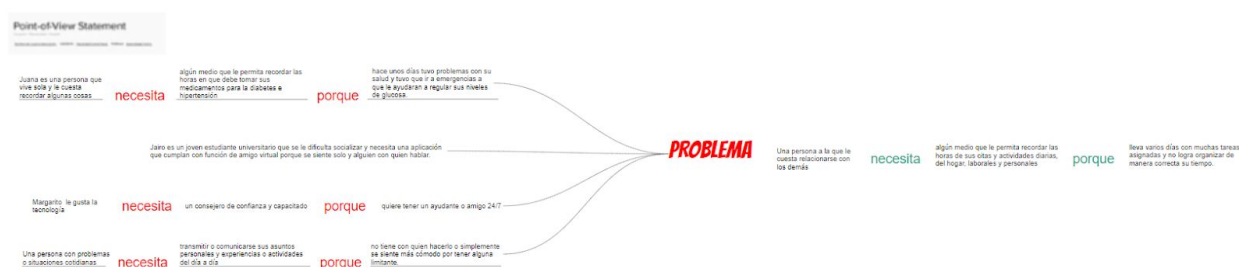 Point-of-View Statement
Juana es una persona que
vive sola y le cuesta
recordar algunas cosas
necesita
algún medio que le permita recordar las
horas en que debe tomar sus
medicamentos para la diabetes e
hipertensión
porque
hace unos días tuvo problemas con su
salud y tuvo que ir a emergencias a
que le ayudaran a regular sus niveles
de glucosa.
Jairo es un joven estudiante universitario que se le dificulta socializar y necesita una aplicación
que cumplan con función de amigo virtual porque se siente solo y alguien con quien hablar.
Margarito le gusta la
tecnología
necesita
un consejero de confianza y capacitado
porque
quiere tener un ayudante o amigo 24/7
Una persona con problemas
o situaciones cotidianas
necesita
transmitir o comunicarse sus asuntos
personales y experiencias o actividades
del día a día
porque
no tiene con quien hacerlo o simplemente
se siente más cómodo por tener alguna
limitante.
PROBLEMA
Una persona a la que le
cuesta relacionarse con
los demás
necesita
algún medio que le permita recordar las
horas de sus citas y actividades diarias,
del hogar, laborales y personales
porque
lleva varios días con muchas tareas
asignadas y no logra organizar de
manera correcta su tiempo.